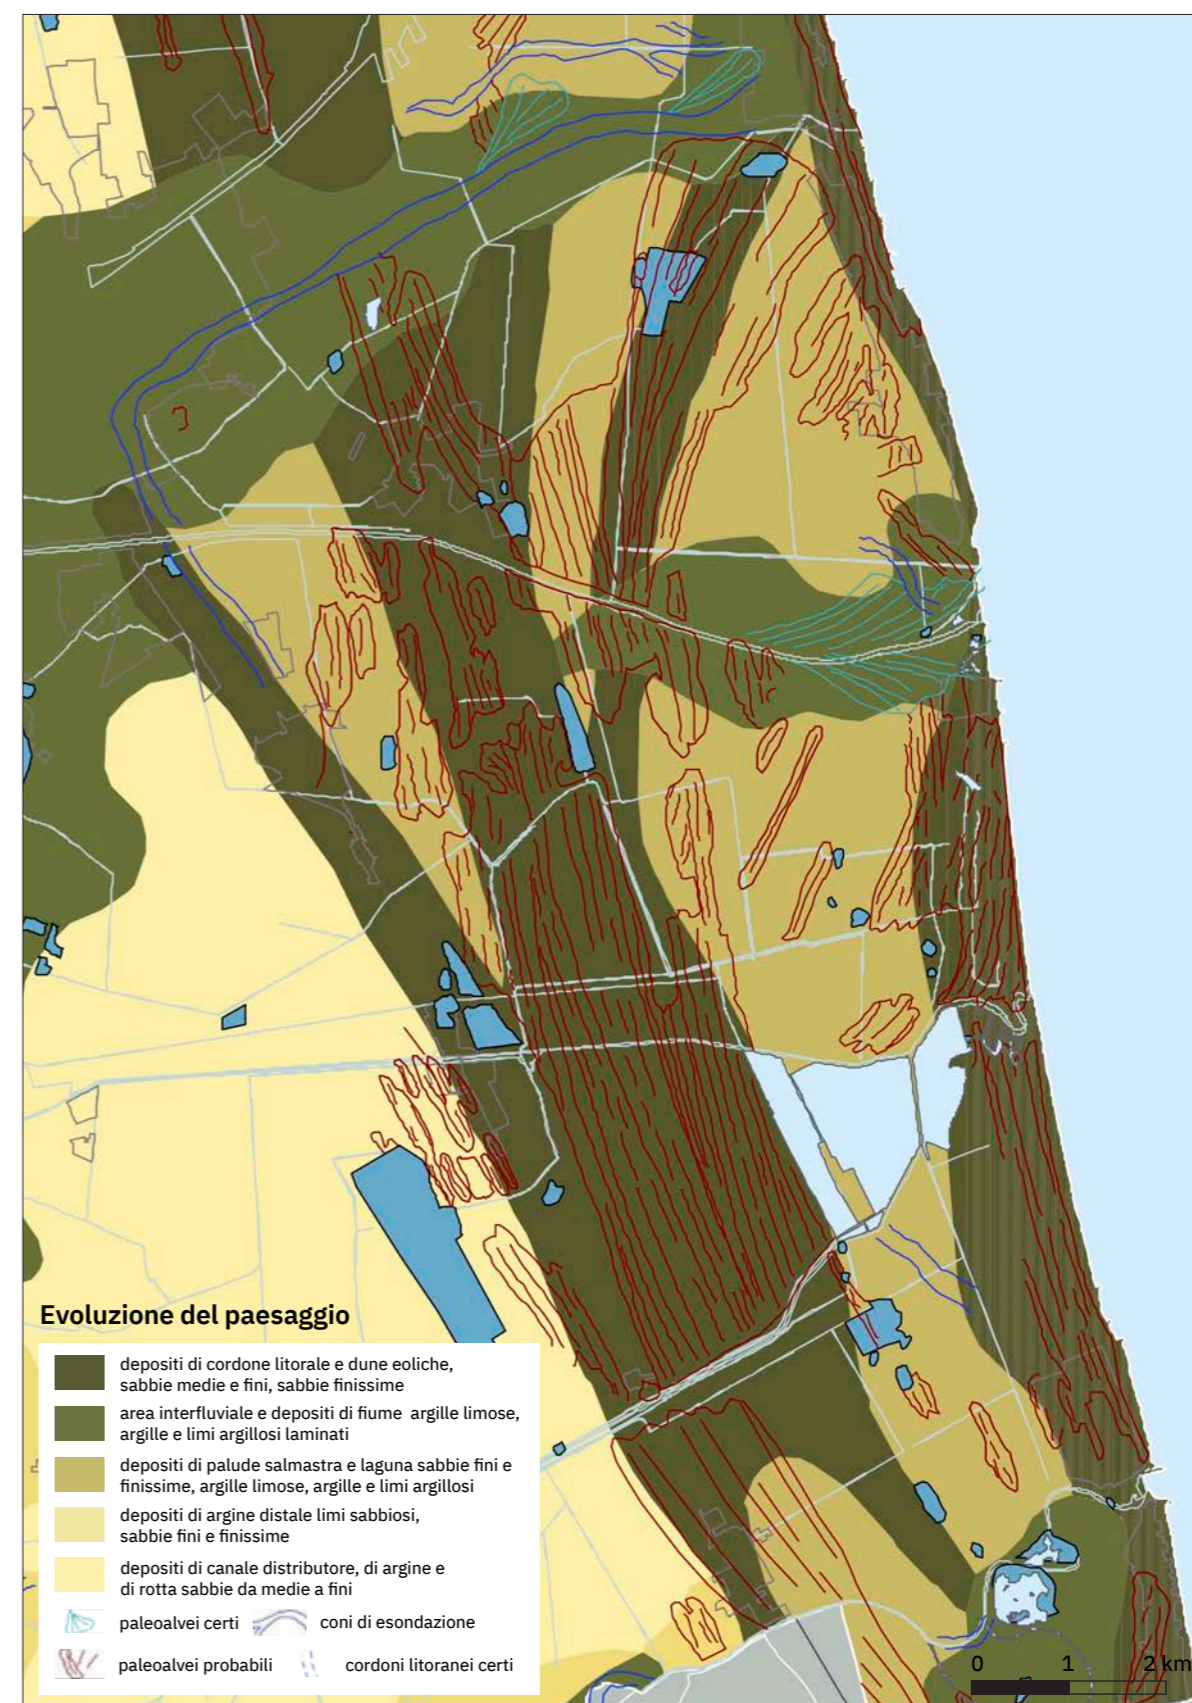 Evoluzione del paesaggio
depositi di cordone litorale e dune eoliche,
sabbie medie e fini, sabbie finissime
area interfluviale e depositi di fiume argille limose,
argille e limi argillosi laminati
depositi di palude salmastra e laguna sabbie fini e
finissime, argille limose, argille e limi argillosi
depositi di argine distale limi sabbiosi,
sabbie fini e finissime
depositi di canale distributore, di argine e
di rotta sabbie da medie a fini
paleoalvei certi
coni di esondazione
paleoalvei probabili
cordoni litoranei certi
0 1 2 km